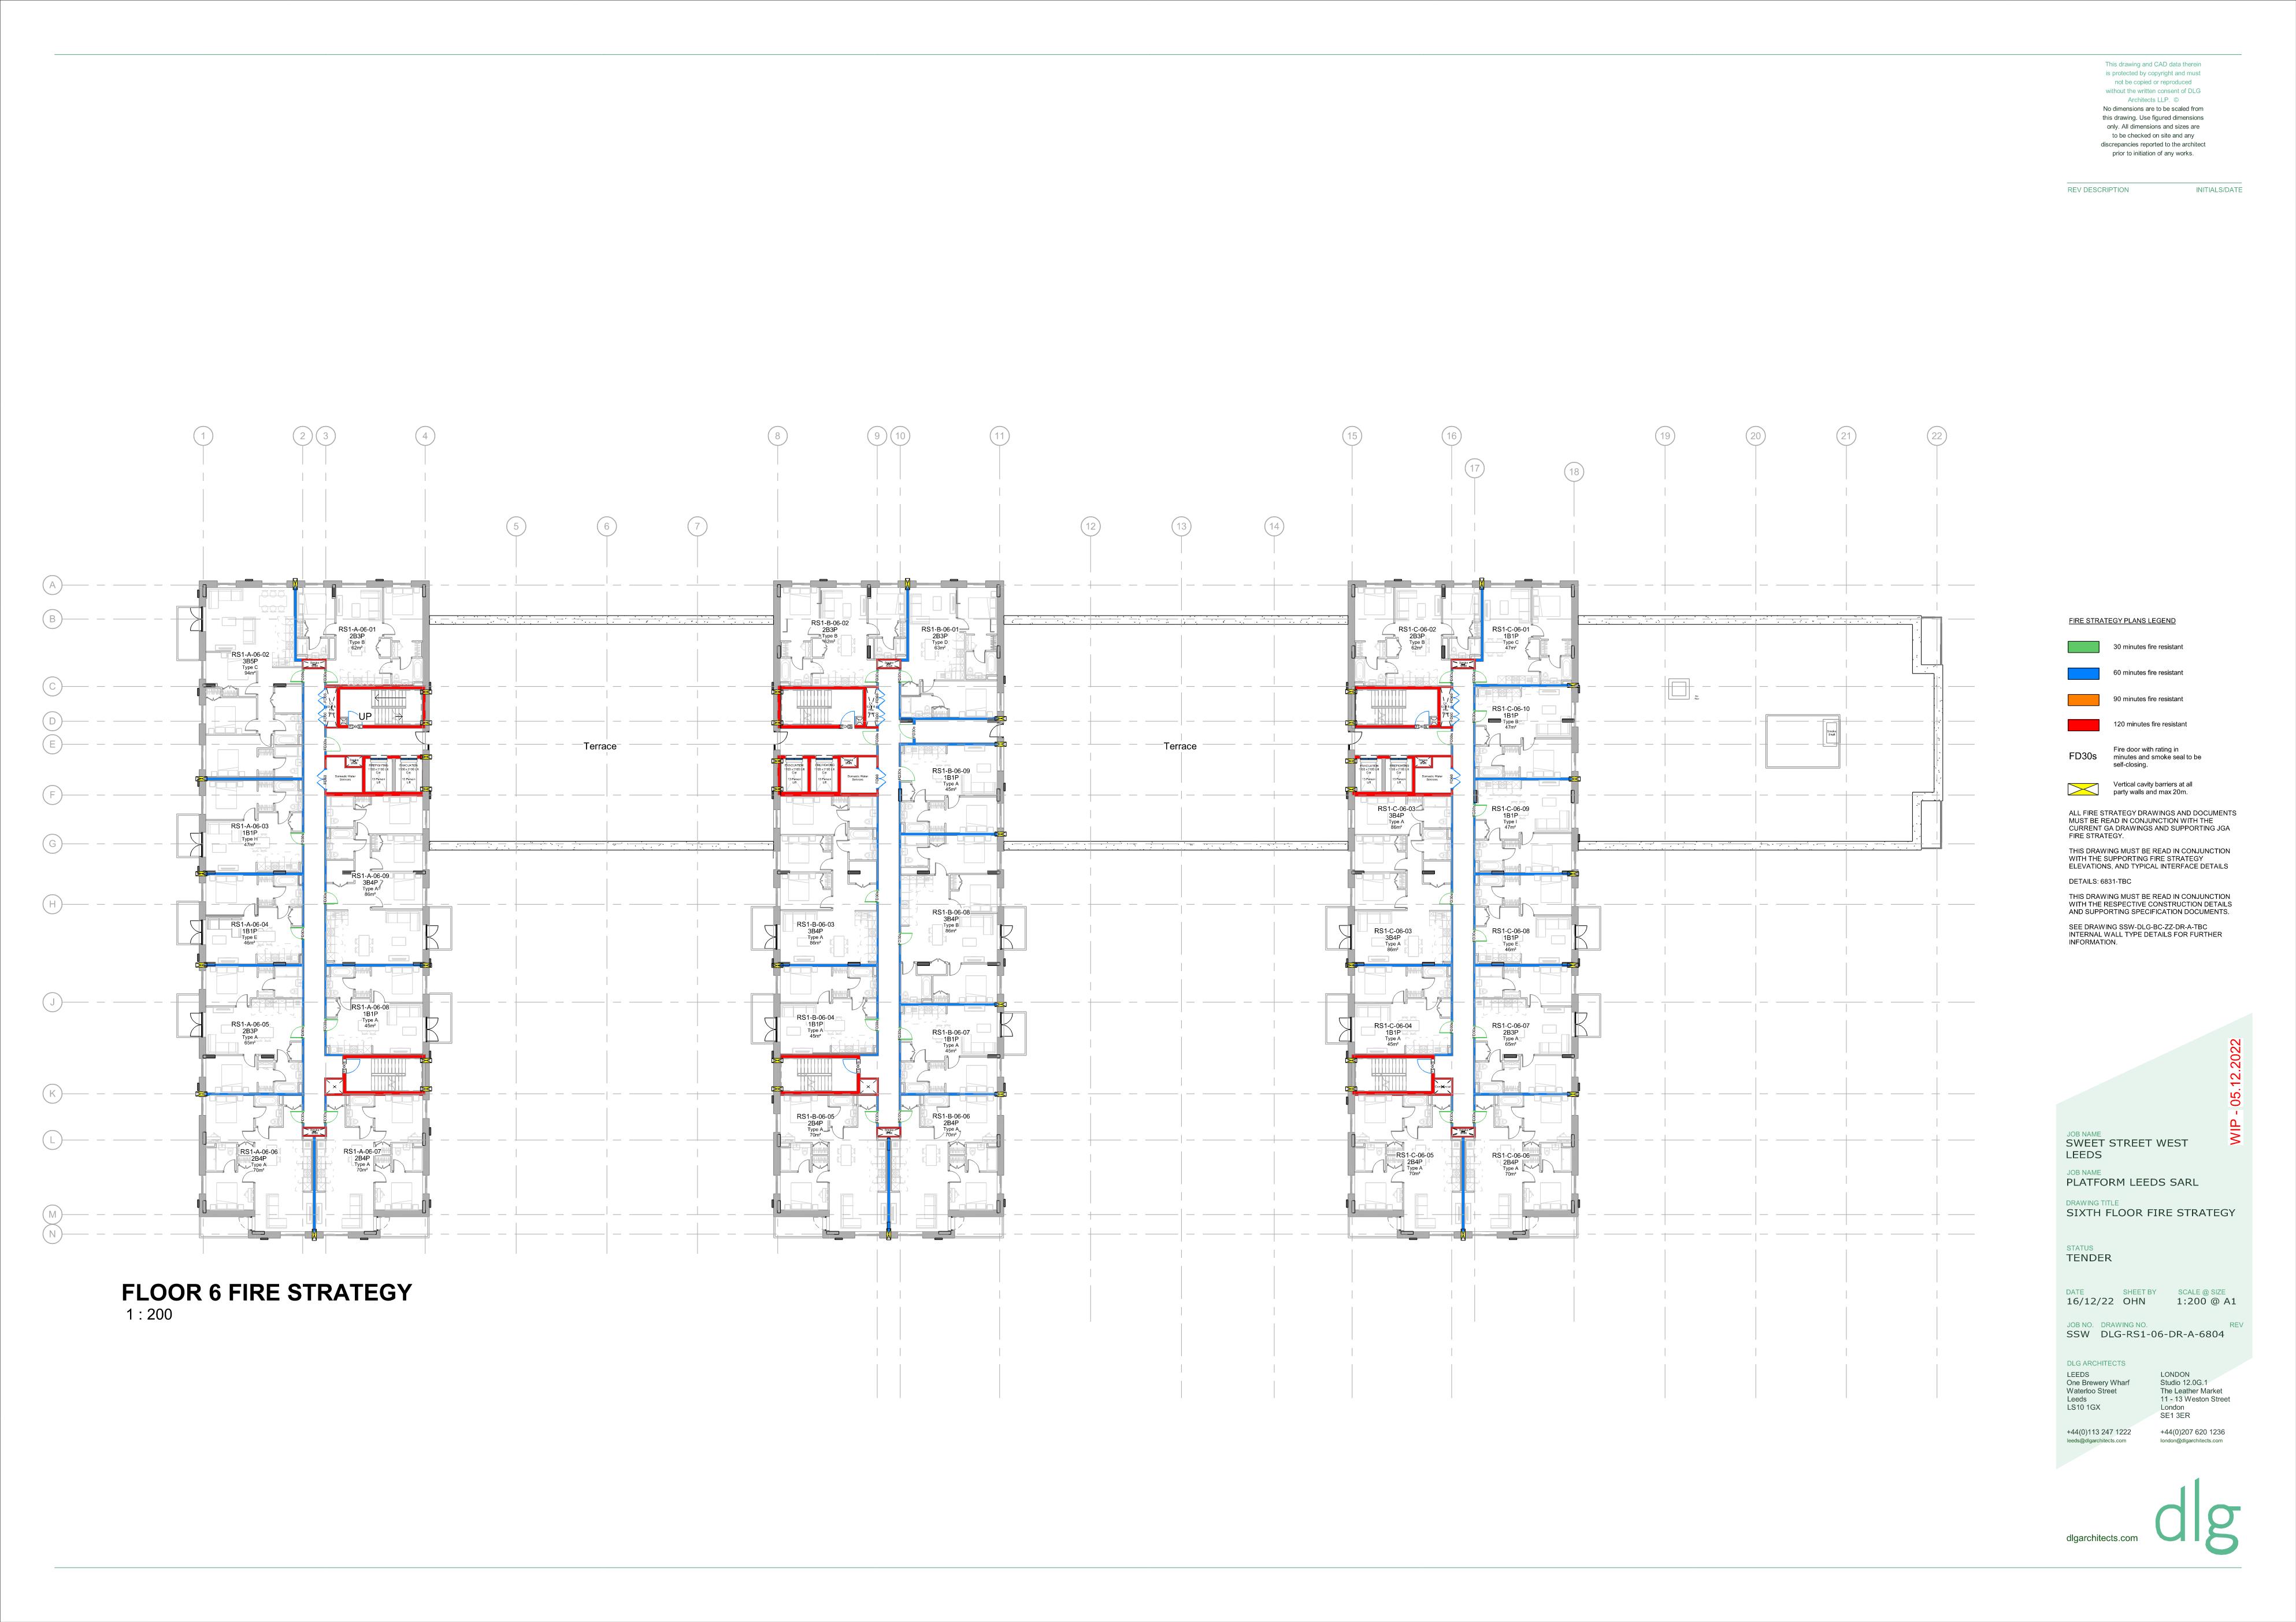 This drawing and CAD data therein
is protected by copyright and must
not be copied or reproduced
without the written consent of DLG
Architects LLP. ©
No dimensions are to be scaled from
this drawing. Use figured dimensions
only. All dimensions and sizes are
to be checked on site and any
discrepancies reported to the architect
prior to initiation of any works.
REV DESCRIPTION INITIALS/DATE
1 2 3 4 8 9 10 11 15 16 19 20 21 22
17 18
5 6 7 12 13 14
A
B
C
D
E
F
G
H
J
K
L
M
N
RS1-A-06-01
2B3P
Type B
62m²
RS1-A-06-02
3B5P
Type C
94m²
UP
RS1-A-06-03
1B1P
Type H
47m²
RS1-A-06-04
1B1P
Type E
46m²
RS1-A-06-05
2B3P
Type A
65m²
RS1-A-06-06
2B4P
Type A
70m²
RS1-A-06-07
2B4P
Type A
70m²
RS1-A-06-08
1B1P
Type A
45m²
RS1-A-06-09
3B4P
Type A
86m²
Terrace
RS1-B-06-02
2B3P
Type B
62m²
RS1-B-06-01
2B3P
Type D
63m²
RS1-B-06-09
1B1P
Type A
45m²
RS1-B-06-03
3B4P
Type A
86m²
RS1-B-06-08
3B4P
Type B
86m²
RS1-B-06-04
1B1P
Type A
45m²
RS1-B-06-07
1B1P
Type A
45m²
RS1-B-06-05
2B4P
Type A
70m²
RS1-B-06-06
2B4P
Type A
70m²
Terrace
RS1-C-06-02
2B3P
Type B
62m²
RS1-C-06-01
1B1P
Type C
47m²
RS1-C-06-10
1B1P
Type B
47m²
RS1-C-06-03
3B4P
Type A
86m²
RS1-C-06-09
1B1P
Type I
47m²
RS1-C-06-03
3B4P
Type A
86m²
RS1-C-06-08
1B1P
Type E
46m²
RS1-C-06-04
1B1P
Type A
45m²
RS1-C-06-07
2B3P
Type A
65m²
RS1-C-06-05
2B4P
Type A
70m²
RS1-C-06-06
2B4P
Type A
70m²
FLOOR 6 FIRE STRATEGY
1 : 200
FIRE STRATEGY PLANS LEGEND
30 minutes fire resistant
60 minutes fire resistant
90 minutes fire resistant
120 minutes fire resistant
FD30s
Fire door with rating in
minutes and smoke seal to be
self-closing.
Vertical cavity barriers at all
party walls and max 20m.
ALL FIRE STRATEGY DRAWINGS AND DOCUMENTS
MUST BE READ IN CONJUNCTION WITH THE
CURRENT GA DRAWINGS AND SUPPORTING JGA
FIRE STRATEGY.
THIS DRAWING MUST BE READ IN CONJUNCTION
WITH THE SUPPORTING FIRE STRATEGY
ELEVATIONS, AND TYPICAL INTERFACE DETAILS
DETAILS: 6831-TBC
THIS DRAWING MUST BE READ IN CONJUNCTION
WITH THE RESPECTIVE CONSTRUCTION DETAILS
AND SUPPORTING SPECIFICATION DOCUMENTS.
SEE DRAWING SSW-DLG-BC-ZZ-DR-A-TBC
INTERNAL WALL TYPE DETAILS FOR FURTHER
INFORMATION.
WIP - 05.12.2022
JOB NAME
SWEET STREET WEST
LEEDS
JOB NAME
PLATFORM LEEDS SARL
DRAWING TITLE
SIXTH FLOOR FIRE STRATEGY
STATUS
TENDER
DATE SHEET BY SCALE @ SIZE
16/12/22 OHN 1:200 @ A1
JOB NO. DRAWING NO. REV
SSW DLG-RS1-06-DR-A-6804
DLG ARCHITECTS
LEEDS
One Brewery Wharf
Waterloo Street
Leeds
LS10 1GX
+44(0)113 247 1222
leeds@dlgarchitects.com
LONDON
Studio 12.0G.1
The Leather Market
11 - 13 Weston Street
London
SE1 3ER
+44(0)207 620 1236
london@dlgarchitects.com
dlgarchitects.com
dlg